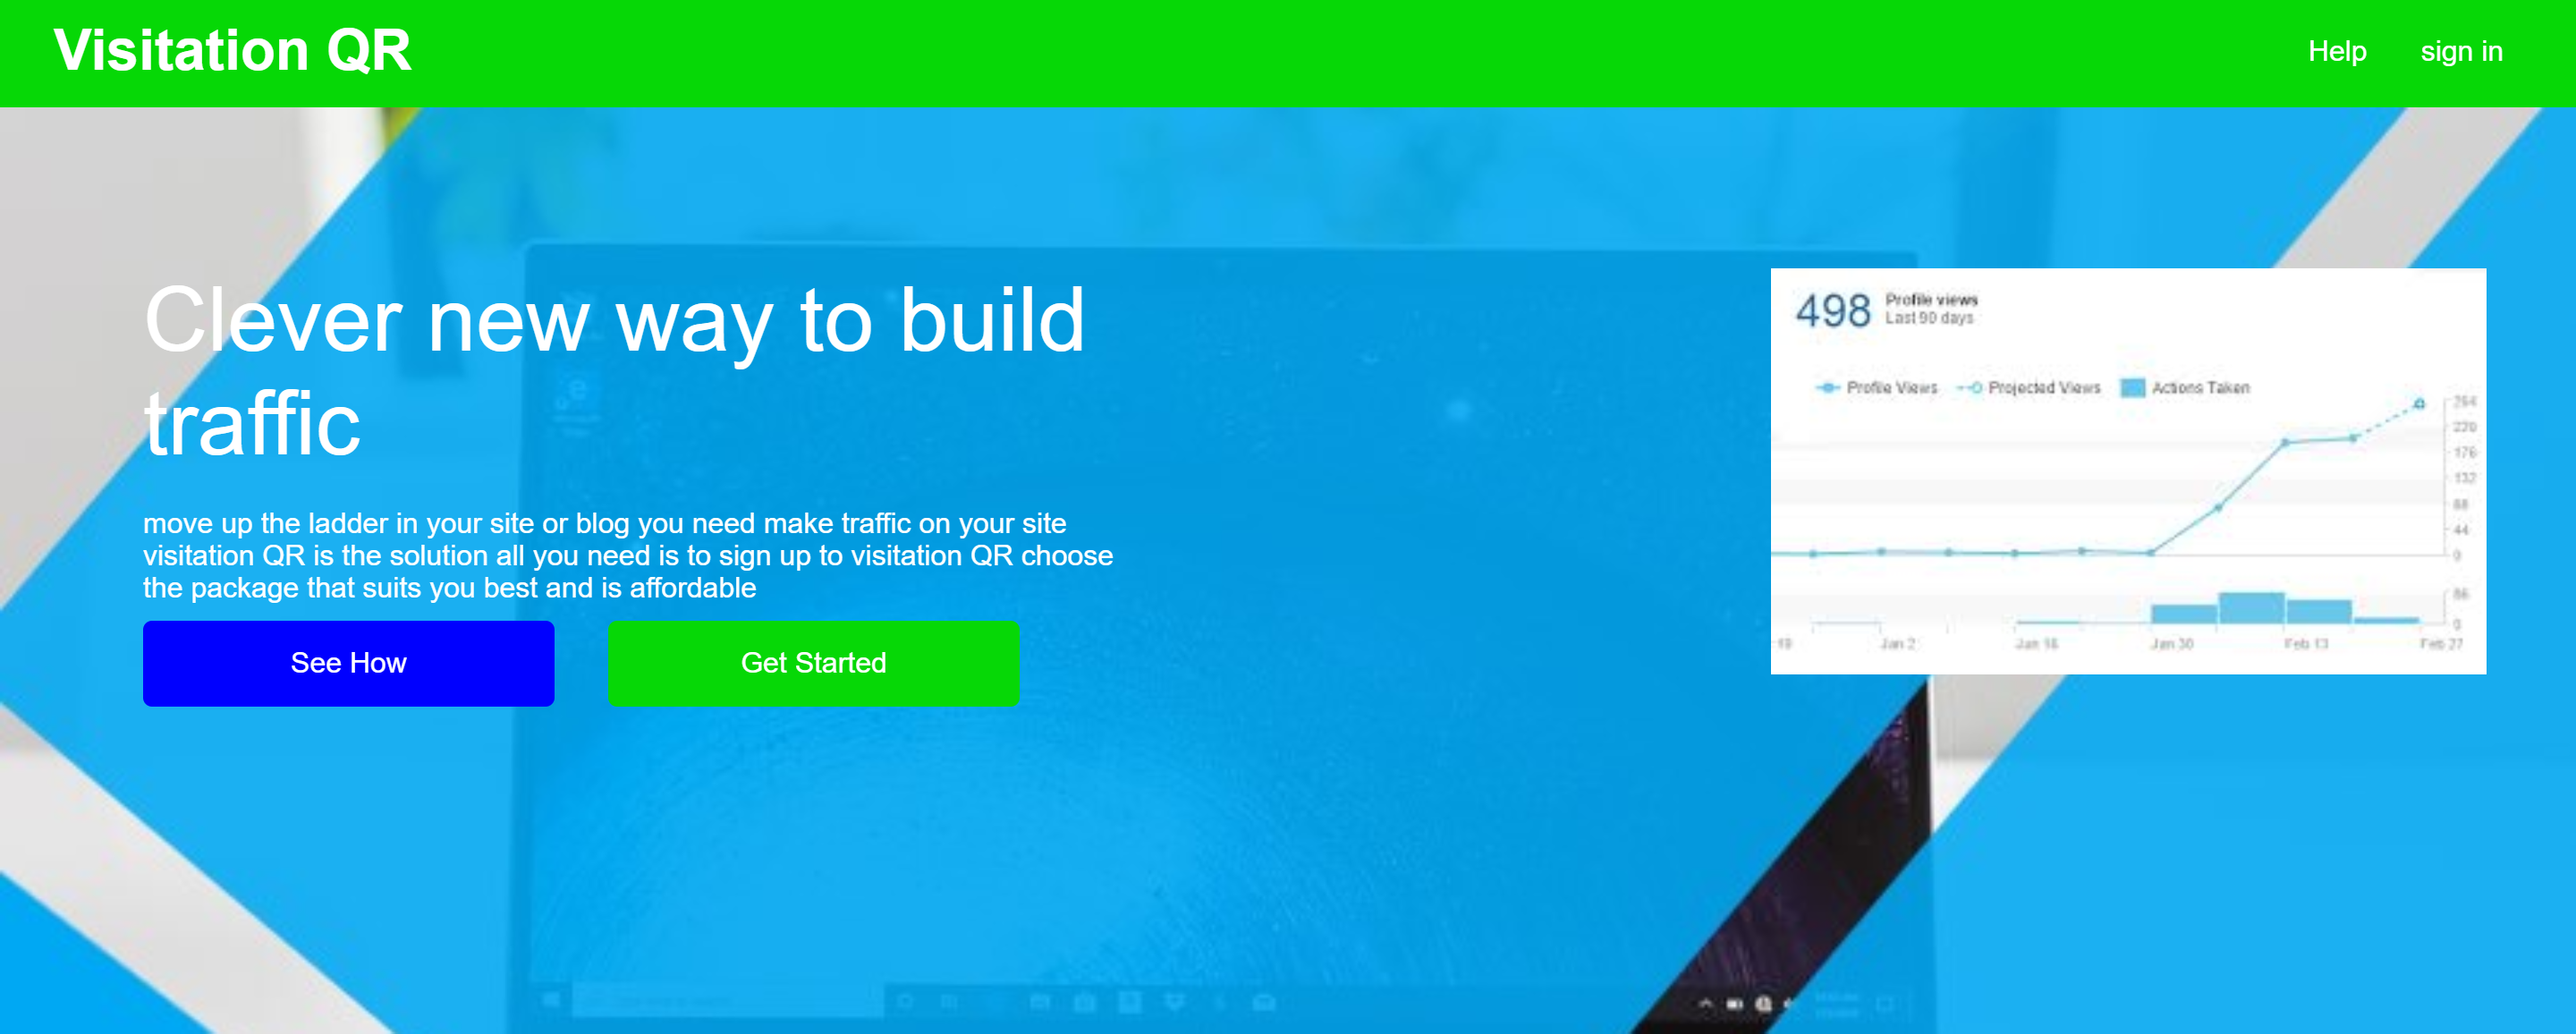 Visitation QR
Help
sign in
Clever new way to build
traffic
move up the ladder in your site or blog you need make traffic on your site
visitation QR is the solution all you need is to sign up to visitation QR choose
the package that suits you best and is affordable
See How
Get Started
498
Profile views
Last 90 days
Profile Views
Projected Views
Actions Taken
264
220
176
132
88
44
0
86
0
19
Jan 2
Jan 16
Jan 30
Feb 13
Feb 27